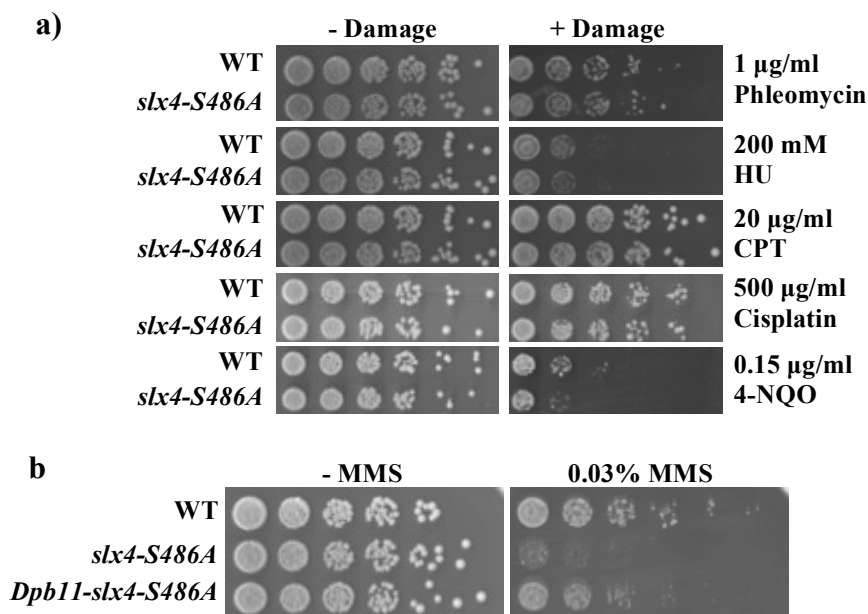 a)
- Damage + Damage
WT
slx4-S486A
1 µg/ml
Phleomycin
WT
slx4-S486A
200 mM
HU
WT
slx4-S486A
20 µg/ml
CPT
WT
slx4-S486A
500 µg/ml
Cisplatin
WT
slx4-S486A
0.15 µg/ml
4-NQO
b
- MMS 0.03% MMS
WT
slx4-S486A
Dpb11-slx4-S486A